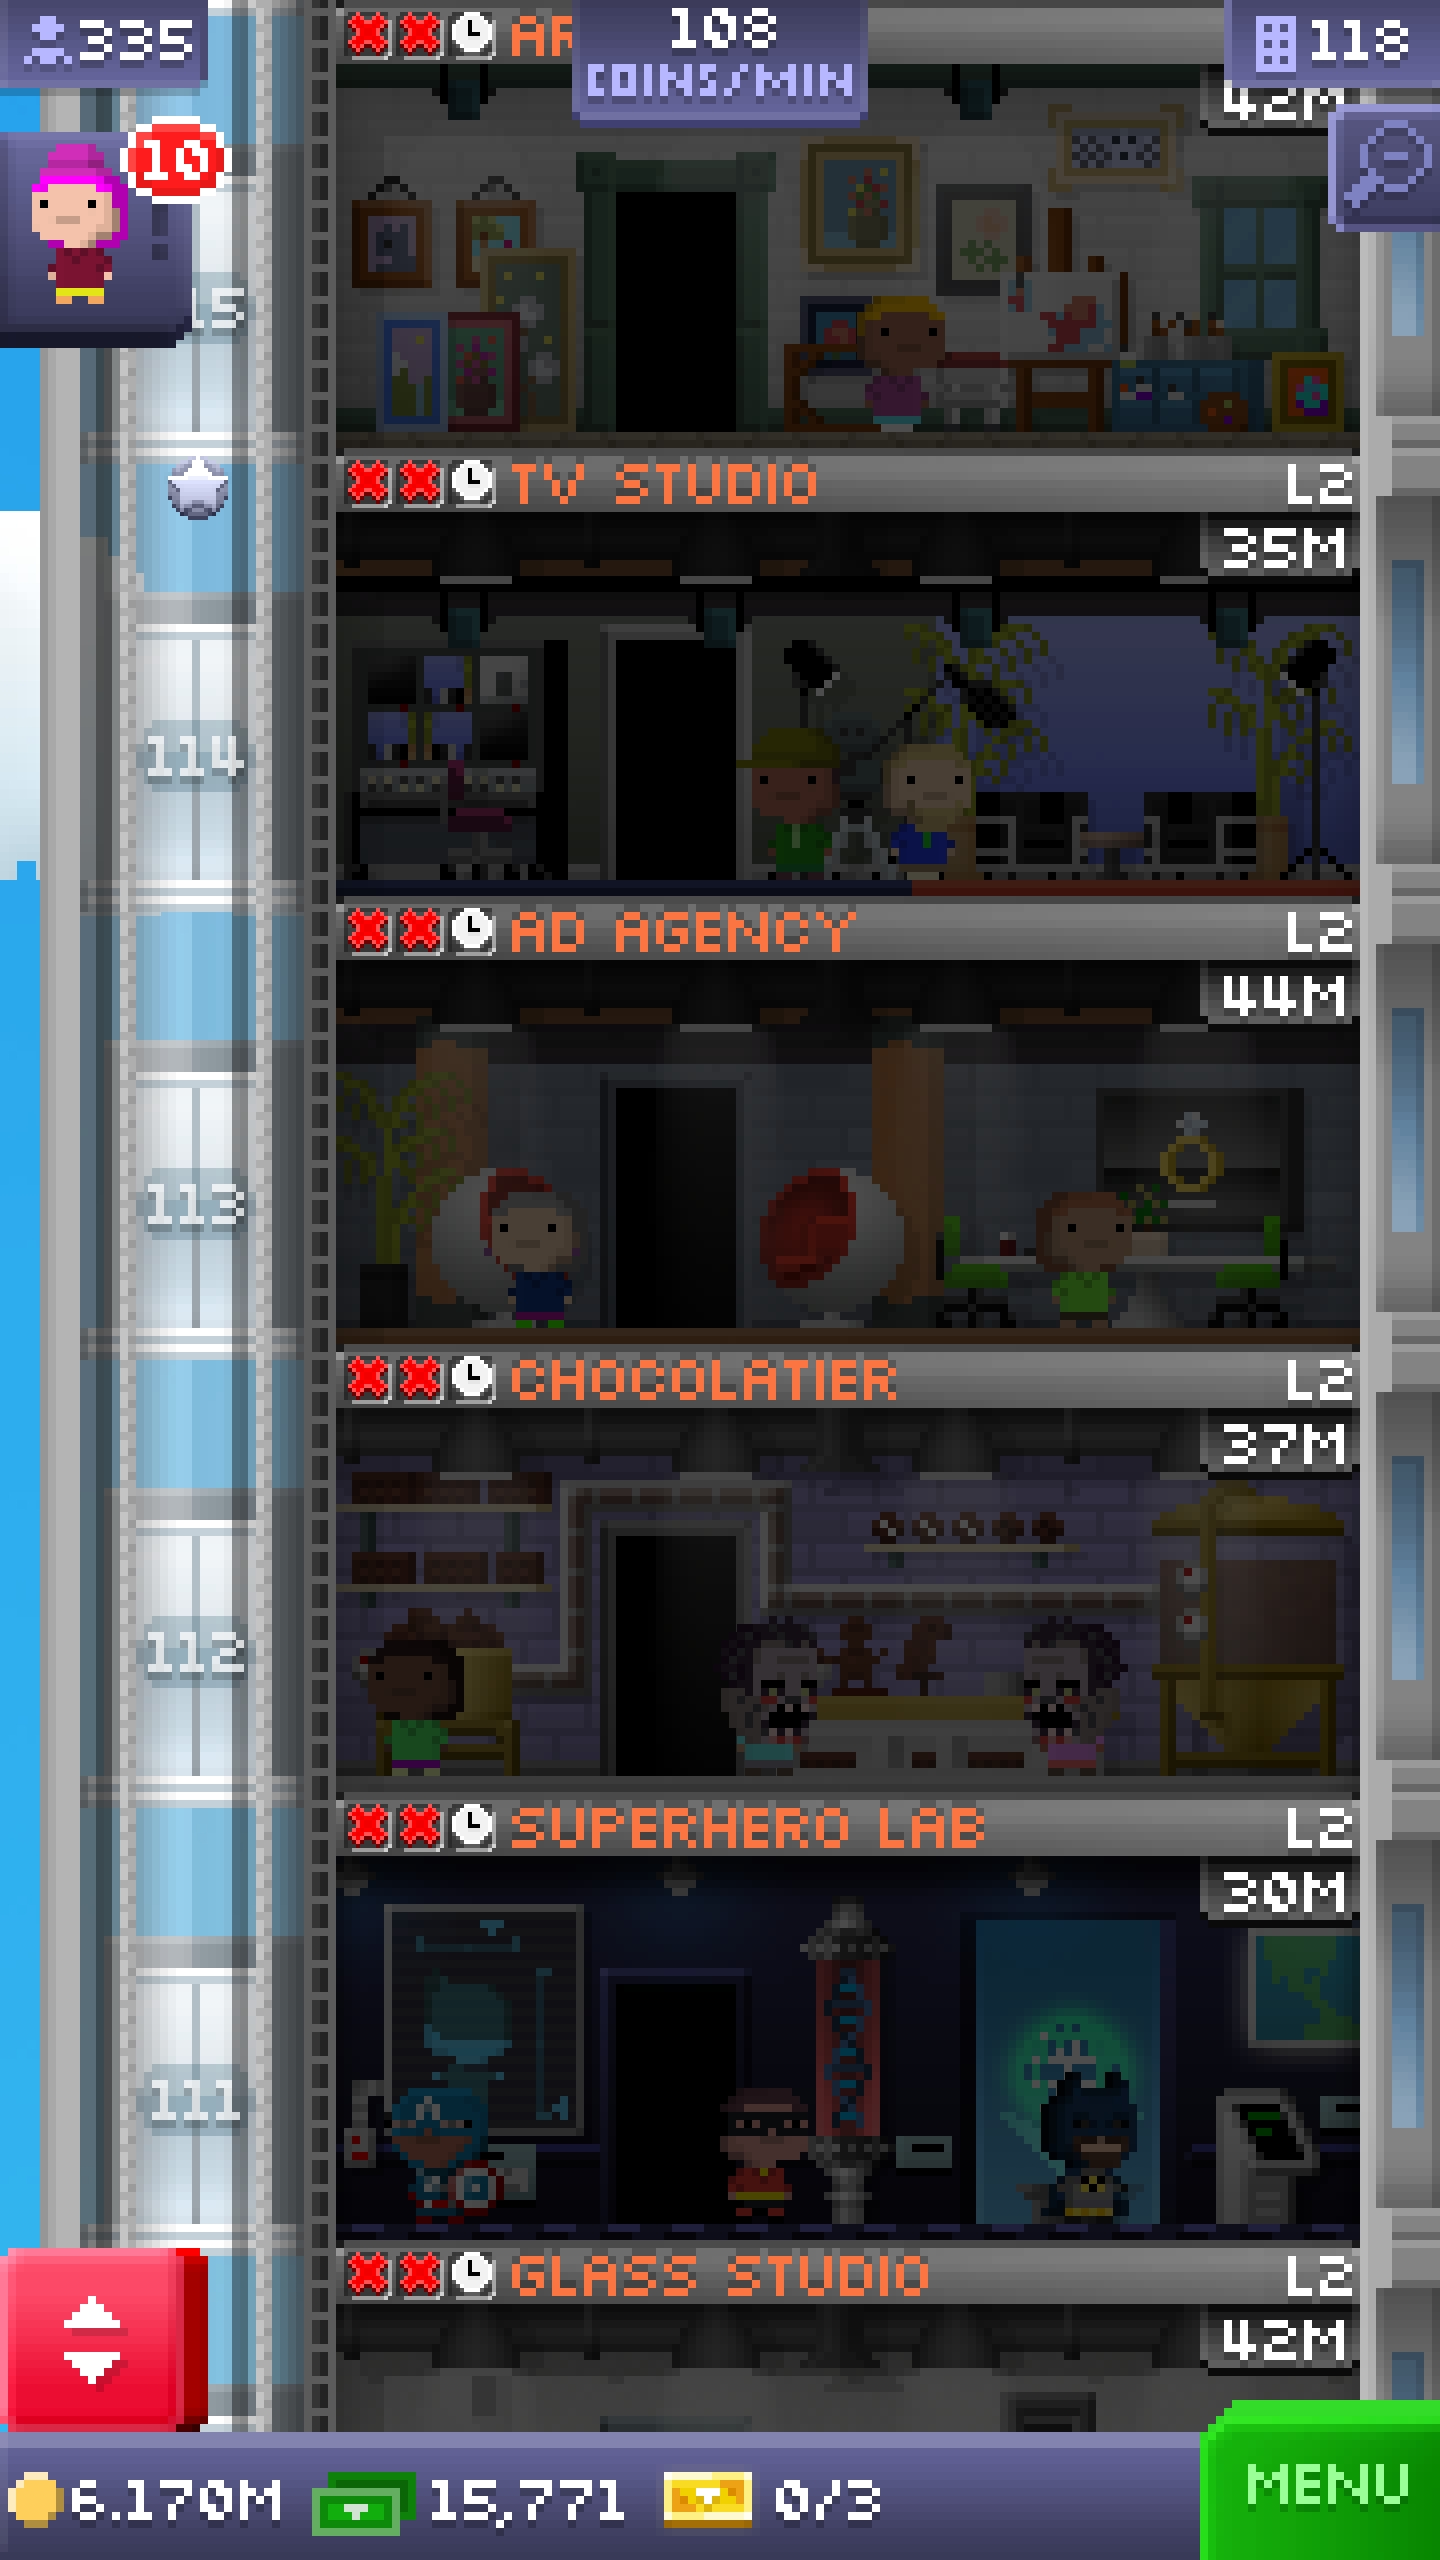 335
108
COINS/MIN
118
AR
42M
10
15
TV STUDIO
L2
35M
114
AD AGENCY
L2
44M
113
CHOCOLATIER
L2
37M
112
SUPERHERO LAB
L2
30M
111
GLASS STUDIO
L2
42M
6.170M
15,771
0/3
MENU